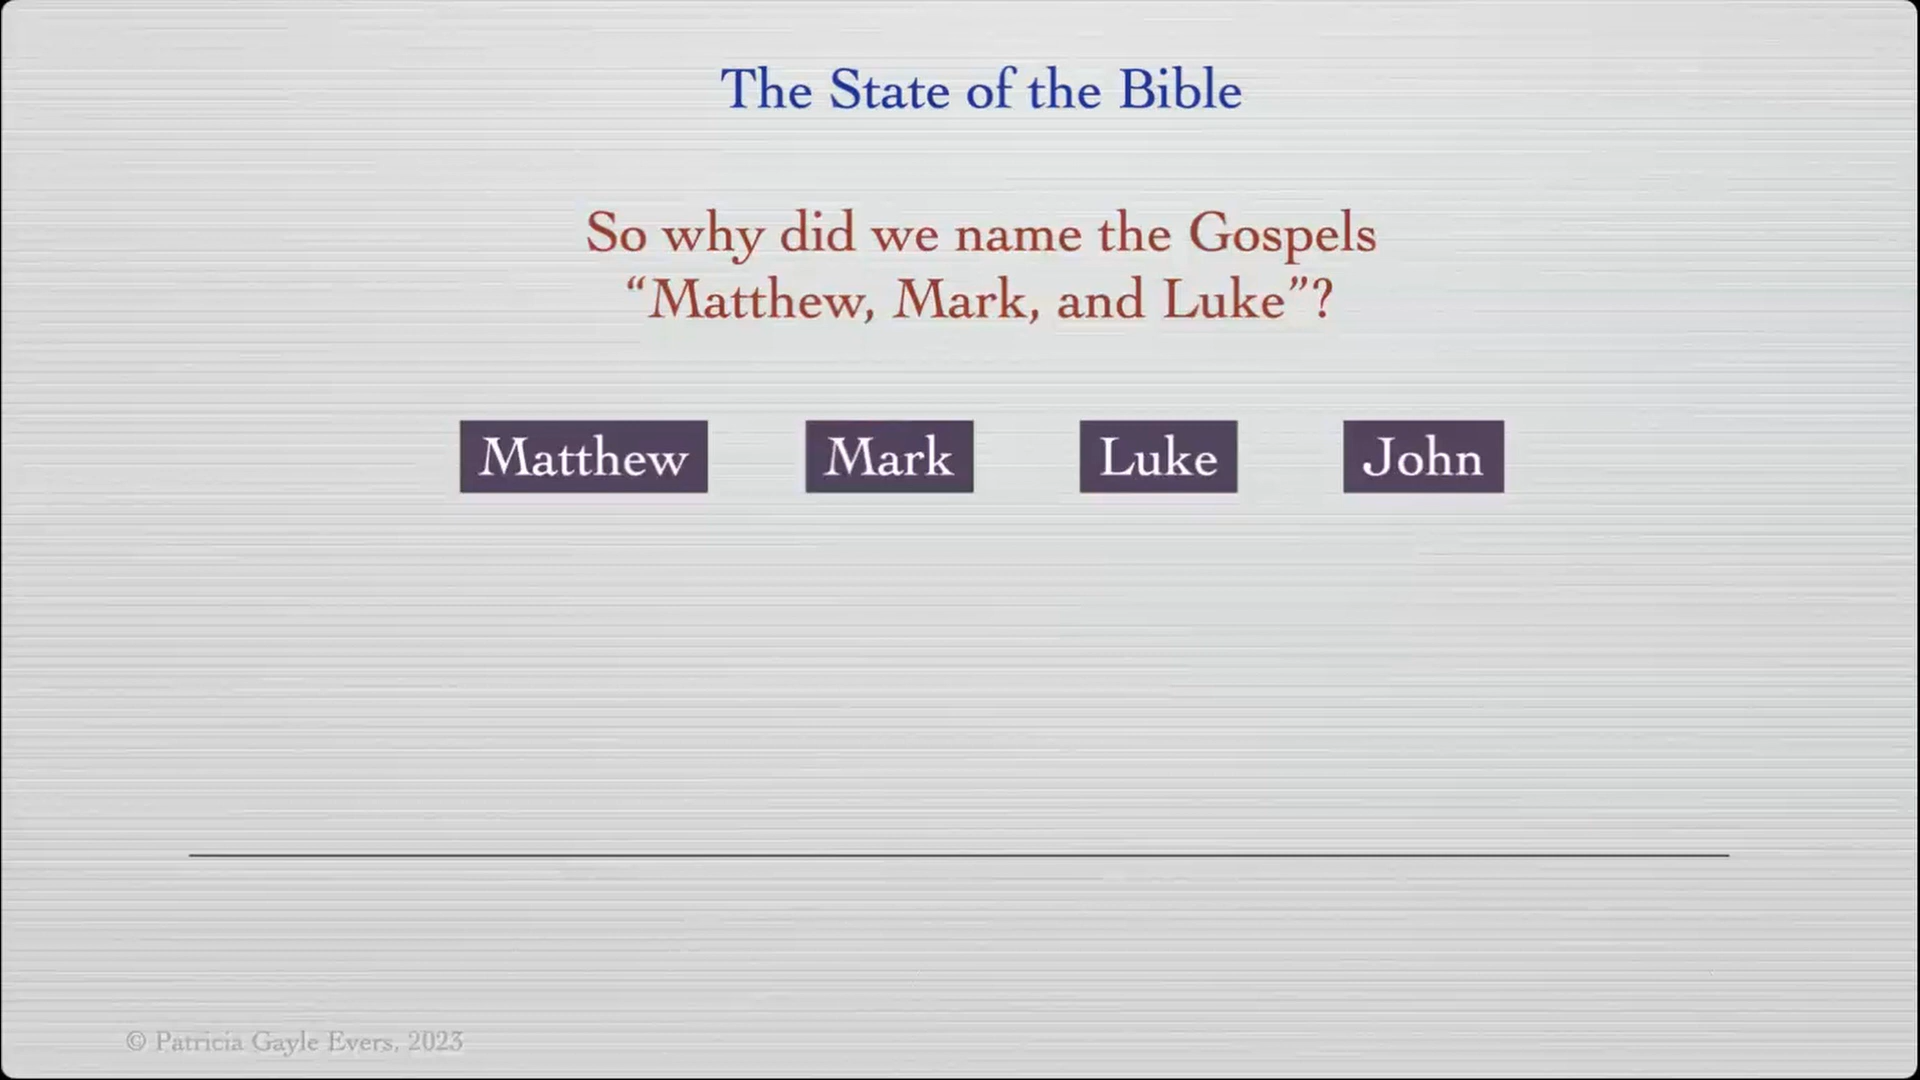 The State of the Bible
So why did we name the Gospels
“Matthew, Mark, and Luke”?
Matthew Mark Luke John
© Patricia Gayle Evers, 2023